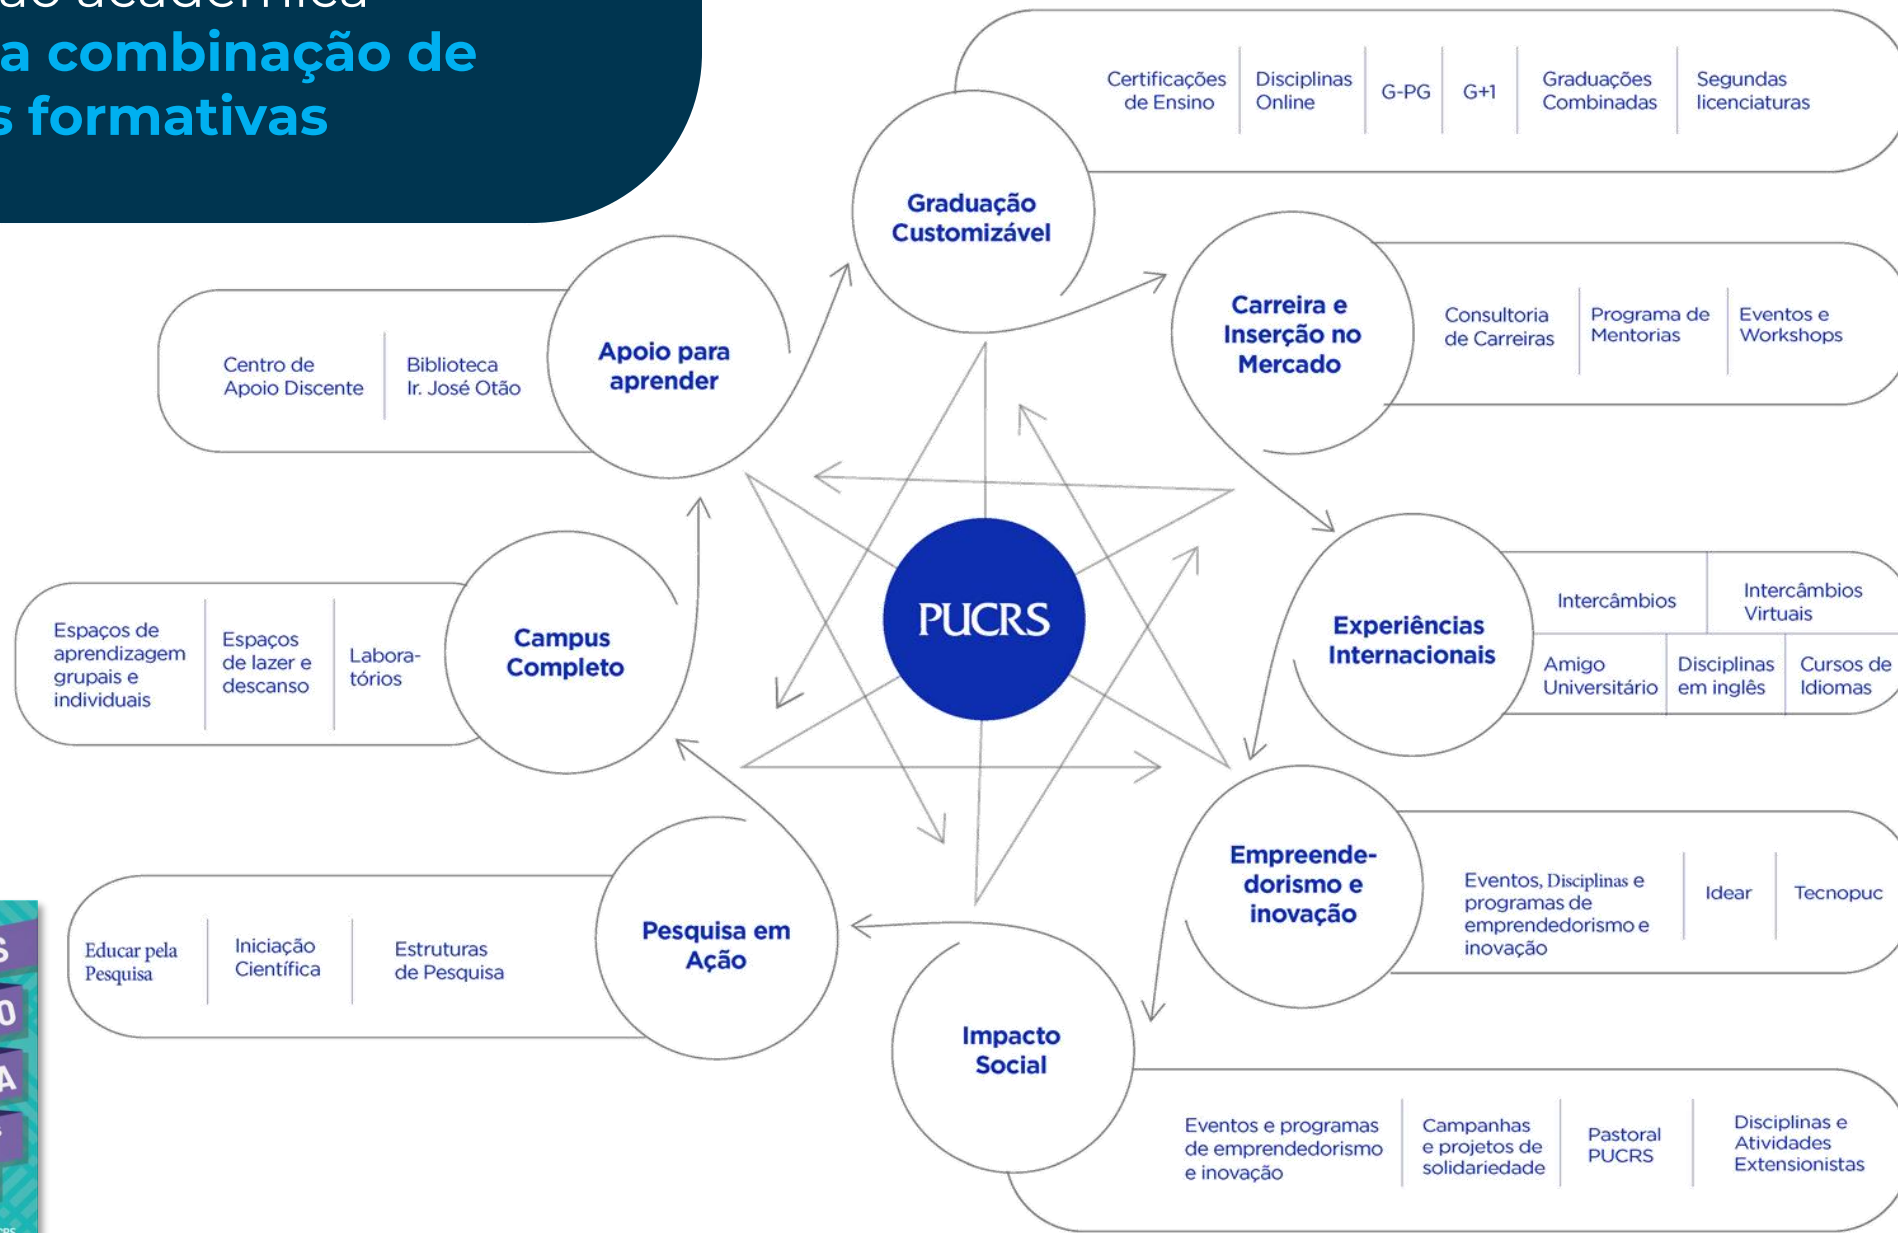 a combinação de
formativas
Certificações
de Ensino
Disciplinas
Online
G-PG
G+1
Graduações
Combinadas
Segundas
licenciaturas
Graduação
Customizável
Carreira e
Inserção no
Mercado
Consultoria
de Carreiras
Programa de
Mentorias
Eventos e
Workshops
Apoio para
aprender
Centro de
Apoio Discente
Biblioteca
Ir. José Otão
PUCRS
Experiências
Internacionais
Intercâmbios
Intercâmbios
Virtuais
Amigo
Universitário
Disciplinas
em inglês
Cursos de
Idiomas
Campus
Completo
Espaços de
aprendizagem
grupais e
individuais
Espaços
de lazer e
descanso
Labora-
tórios
Empreende-
dorismo e
inovação
Eventos, Disciplinas e
programas de
emprendedorismo e
inovação
Idear
Tecnopuc
Pesquisa em
Ação
Educar pela
Pesquisa
Iniciação
Científica
Estruturas
de Pesquisa
Impacto
Social
Eventos e programas
de emprendedorismo
e inovação
Campanhas
e projetos de
solidariedade
Pastoral
PUCRS
Disciplinas e
Atividades
Extensionistas